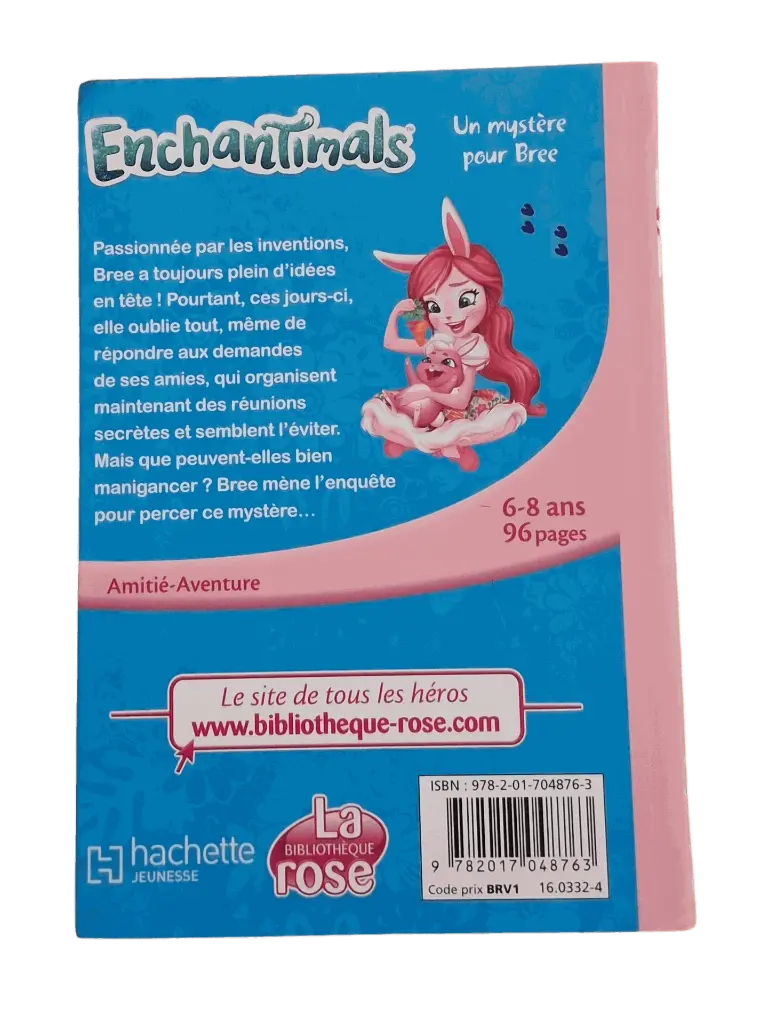 Enchantimals™
Un mystère
pour Bree
Passionnée par les inventions,
Bree a toujours plein d'idées
en tête ! Pourtant, ces jours-ci,
elle oublie tout, même de
répondre aux demandes
de ses amies, qui organisent
maintenant des réunions
secrètes et semblent l'éviter.
Mais que peuvent-elles bien
manigancer ? Bree mène l'enquête
pour percer ce mystère…
6-8 ans
96 pages
Amitié-Aventure
Le site de tous les héros
www.bibliotheque-rose.com
ISBN : 978-2-01-704876-3
9 782017 048763
Code prix BRV1 16.0332-4
hachette
JEUNESSE
La
BIBLIOTHÈQUE
rose